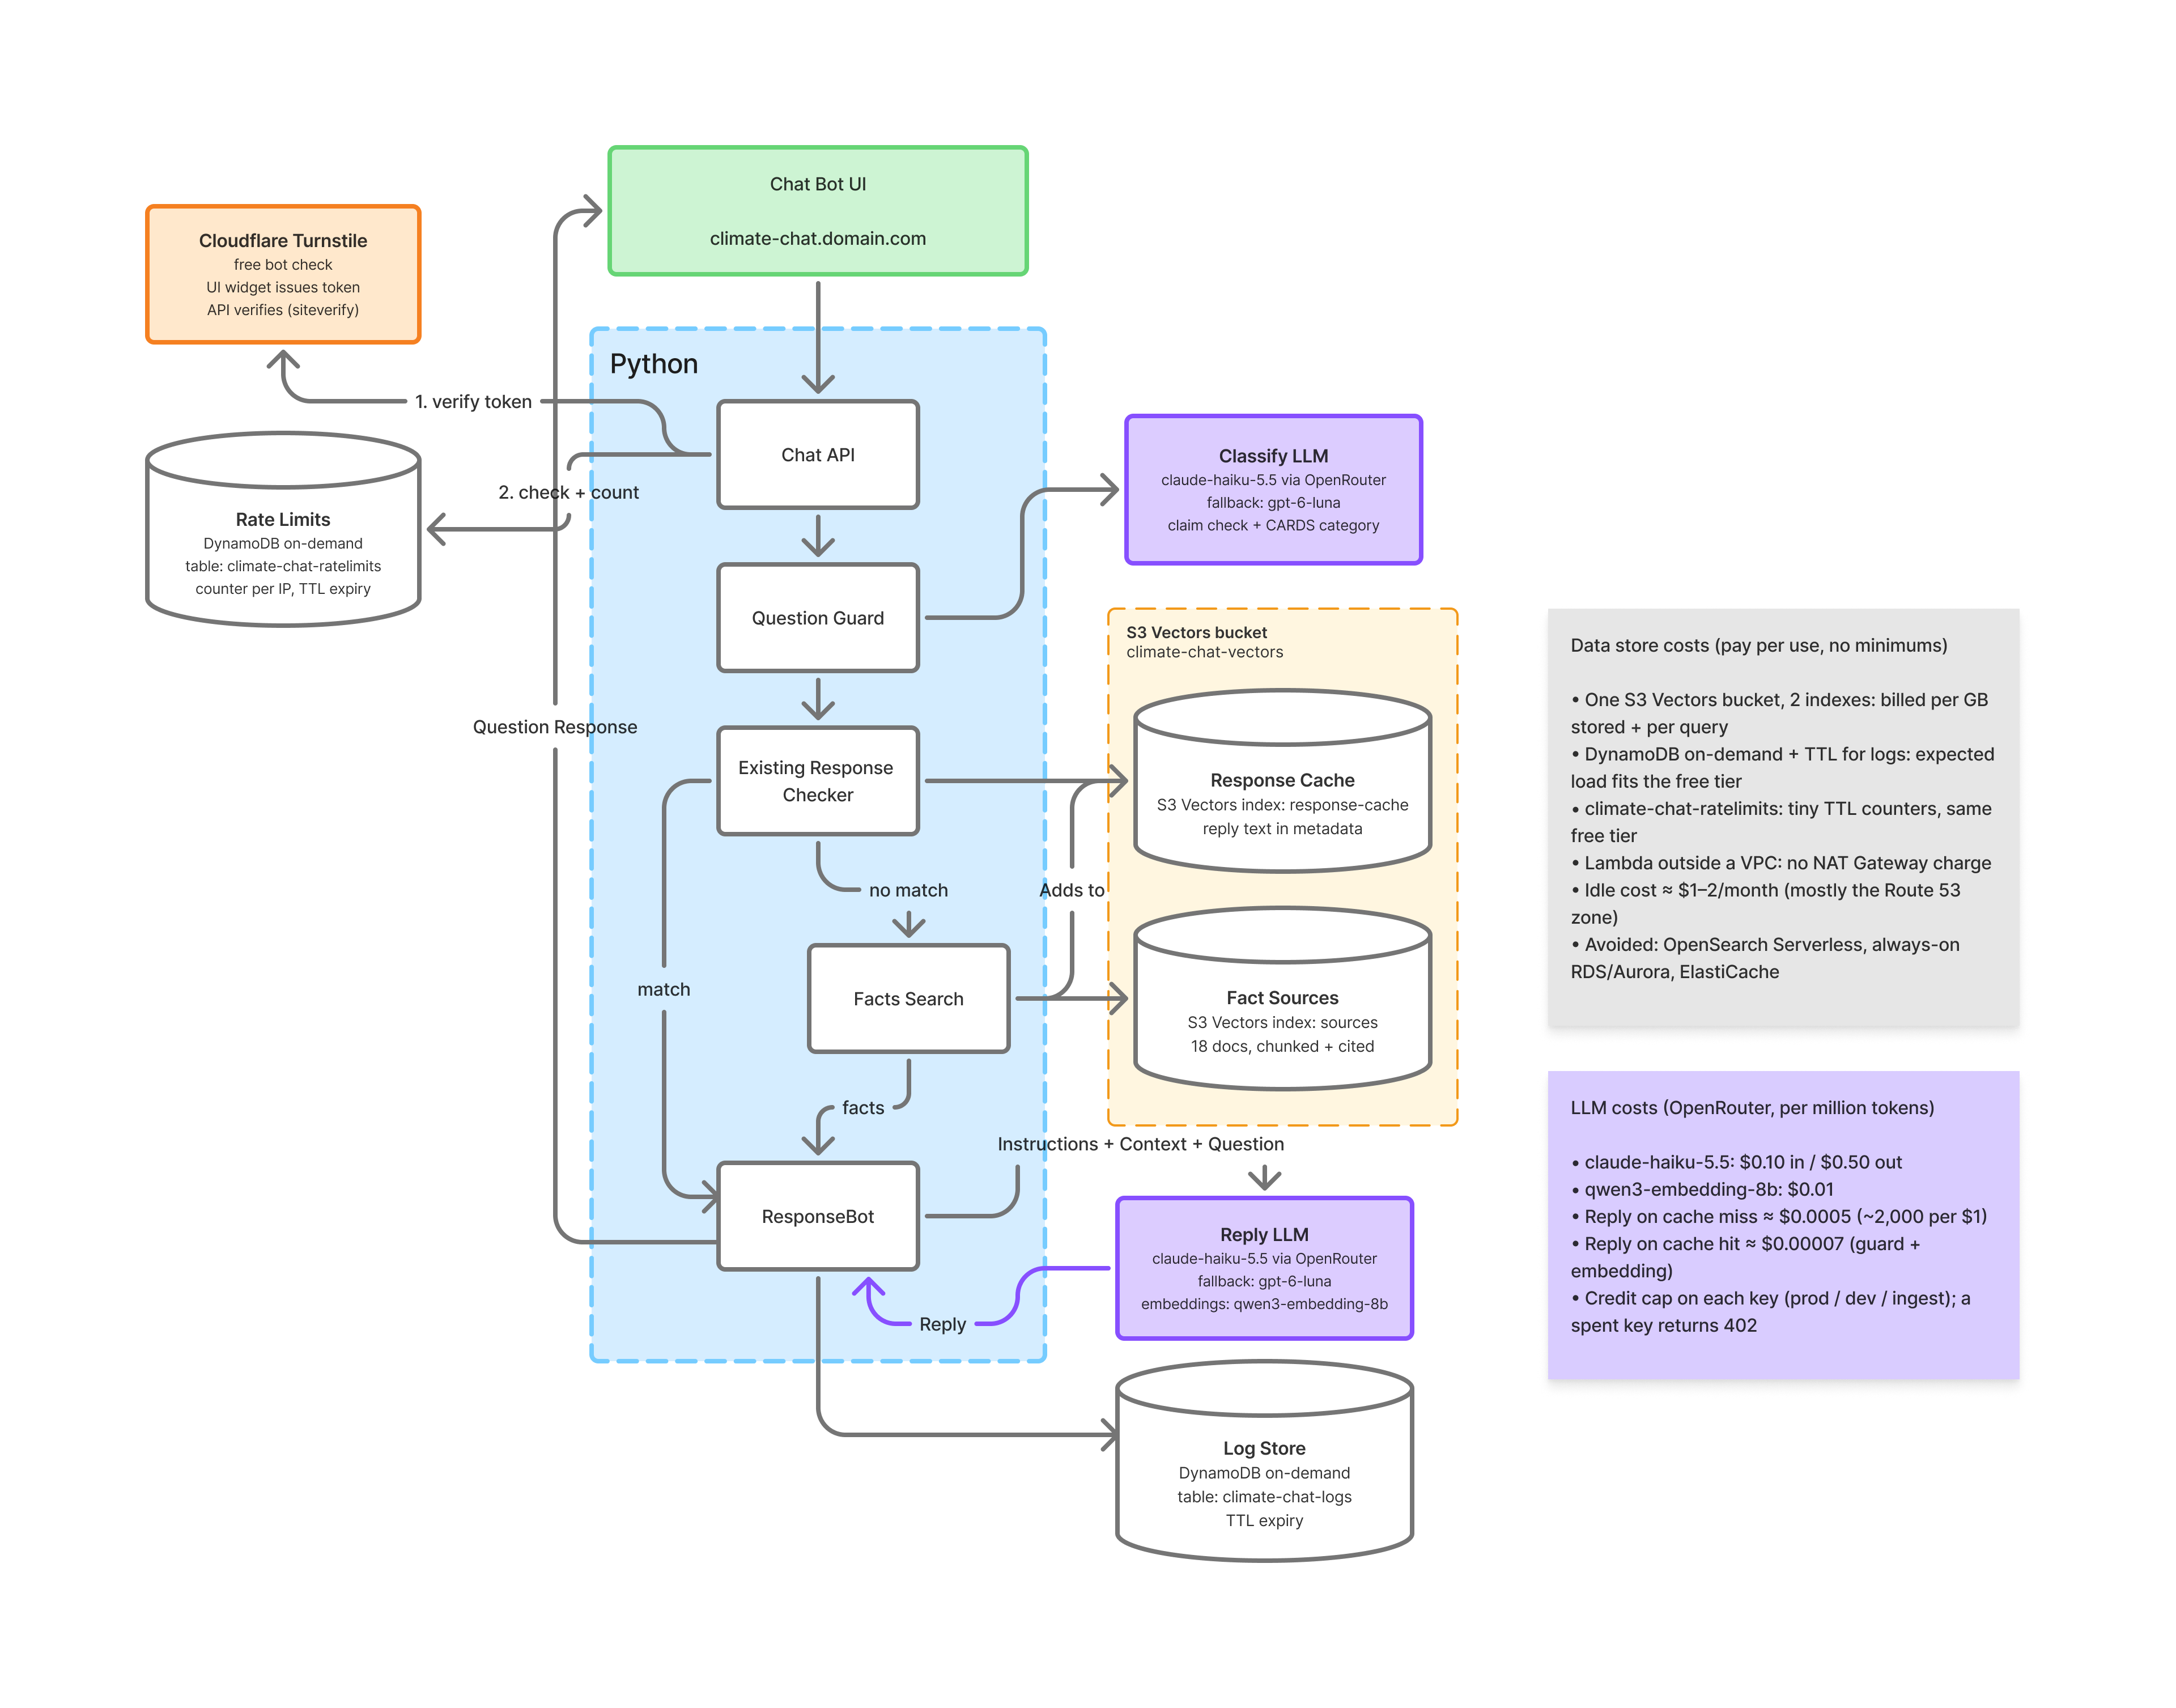 Chat Bot UI
climate-chat.domain.com
Cloudflare Turnstile
free bot check
UI widget issues token
API verifies (siteverify)
Python
1. verify token
Chat API
2. check + count
Rate Limits
DynamoDB on-demand
table: climate-chat-ratelimits
counter per IP, TTL expiry
Classify LLM
claude-haiku-5.5 via OpenRouter
fallback: gpt-6-luna
claim check + CARDS category
Question Guard
S3 Vectors bucket
climate-chat-vectors
Question Response
Existing Response
Checker
Response Cache
S3 Vectors index: response-cache
reply text in metadata
no match
Adds to
match
Facts Search
Fact Sources
S3 Vectors index: sources
18 docs, chunked + cited
facts
Instructions + Context + Question
ResponseBot
Reply LLM
claude-haiku-5.5 via OpenRouter
fallback: gpt-6-luna
embeddings: qwen3-embedding-8b
Reply
Log Store
DynamoDB on-demand
table: climate-chat-logs
TTL expiry
Data store costs (pay per use, no minimums)
• One S3 Vectors bucket, 2 indexes: billed per GB
stored + per query
• DynamoDB on-demand + TTL for logs: expected
load fits the free tier
• climate-chat-ratelimits: tiny TTL counters, same
free tier
• Lambda outside a VPC: no NAT Gateway charge
• Idle cost ≈ $1–2/month (mostly the Route 53
zone)
• Avoided: OpenSearch Serverless, always-on
RDS/Aurora, ElastiCache
LLM costs (OpenRouter, per million tokens)
• claude-haiku-5.5: $0.10 in / $0.50 out
• qwen3-embedding-8b: $0.01
• Reply on cache miss ≈ $0.0005 (~2,000 per $1)
• Reply on cache hit ≈ $0.00007 (guard +
embedding)
• Credit cap on each key (prod / dev / ingest); a
spent key returns 402